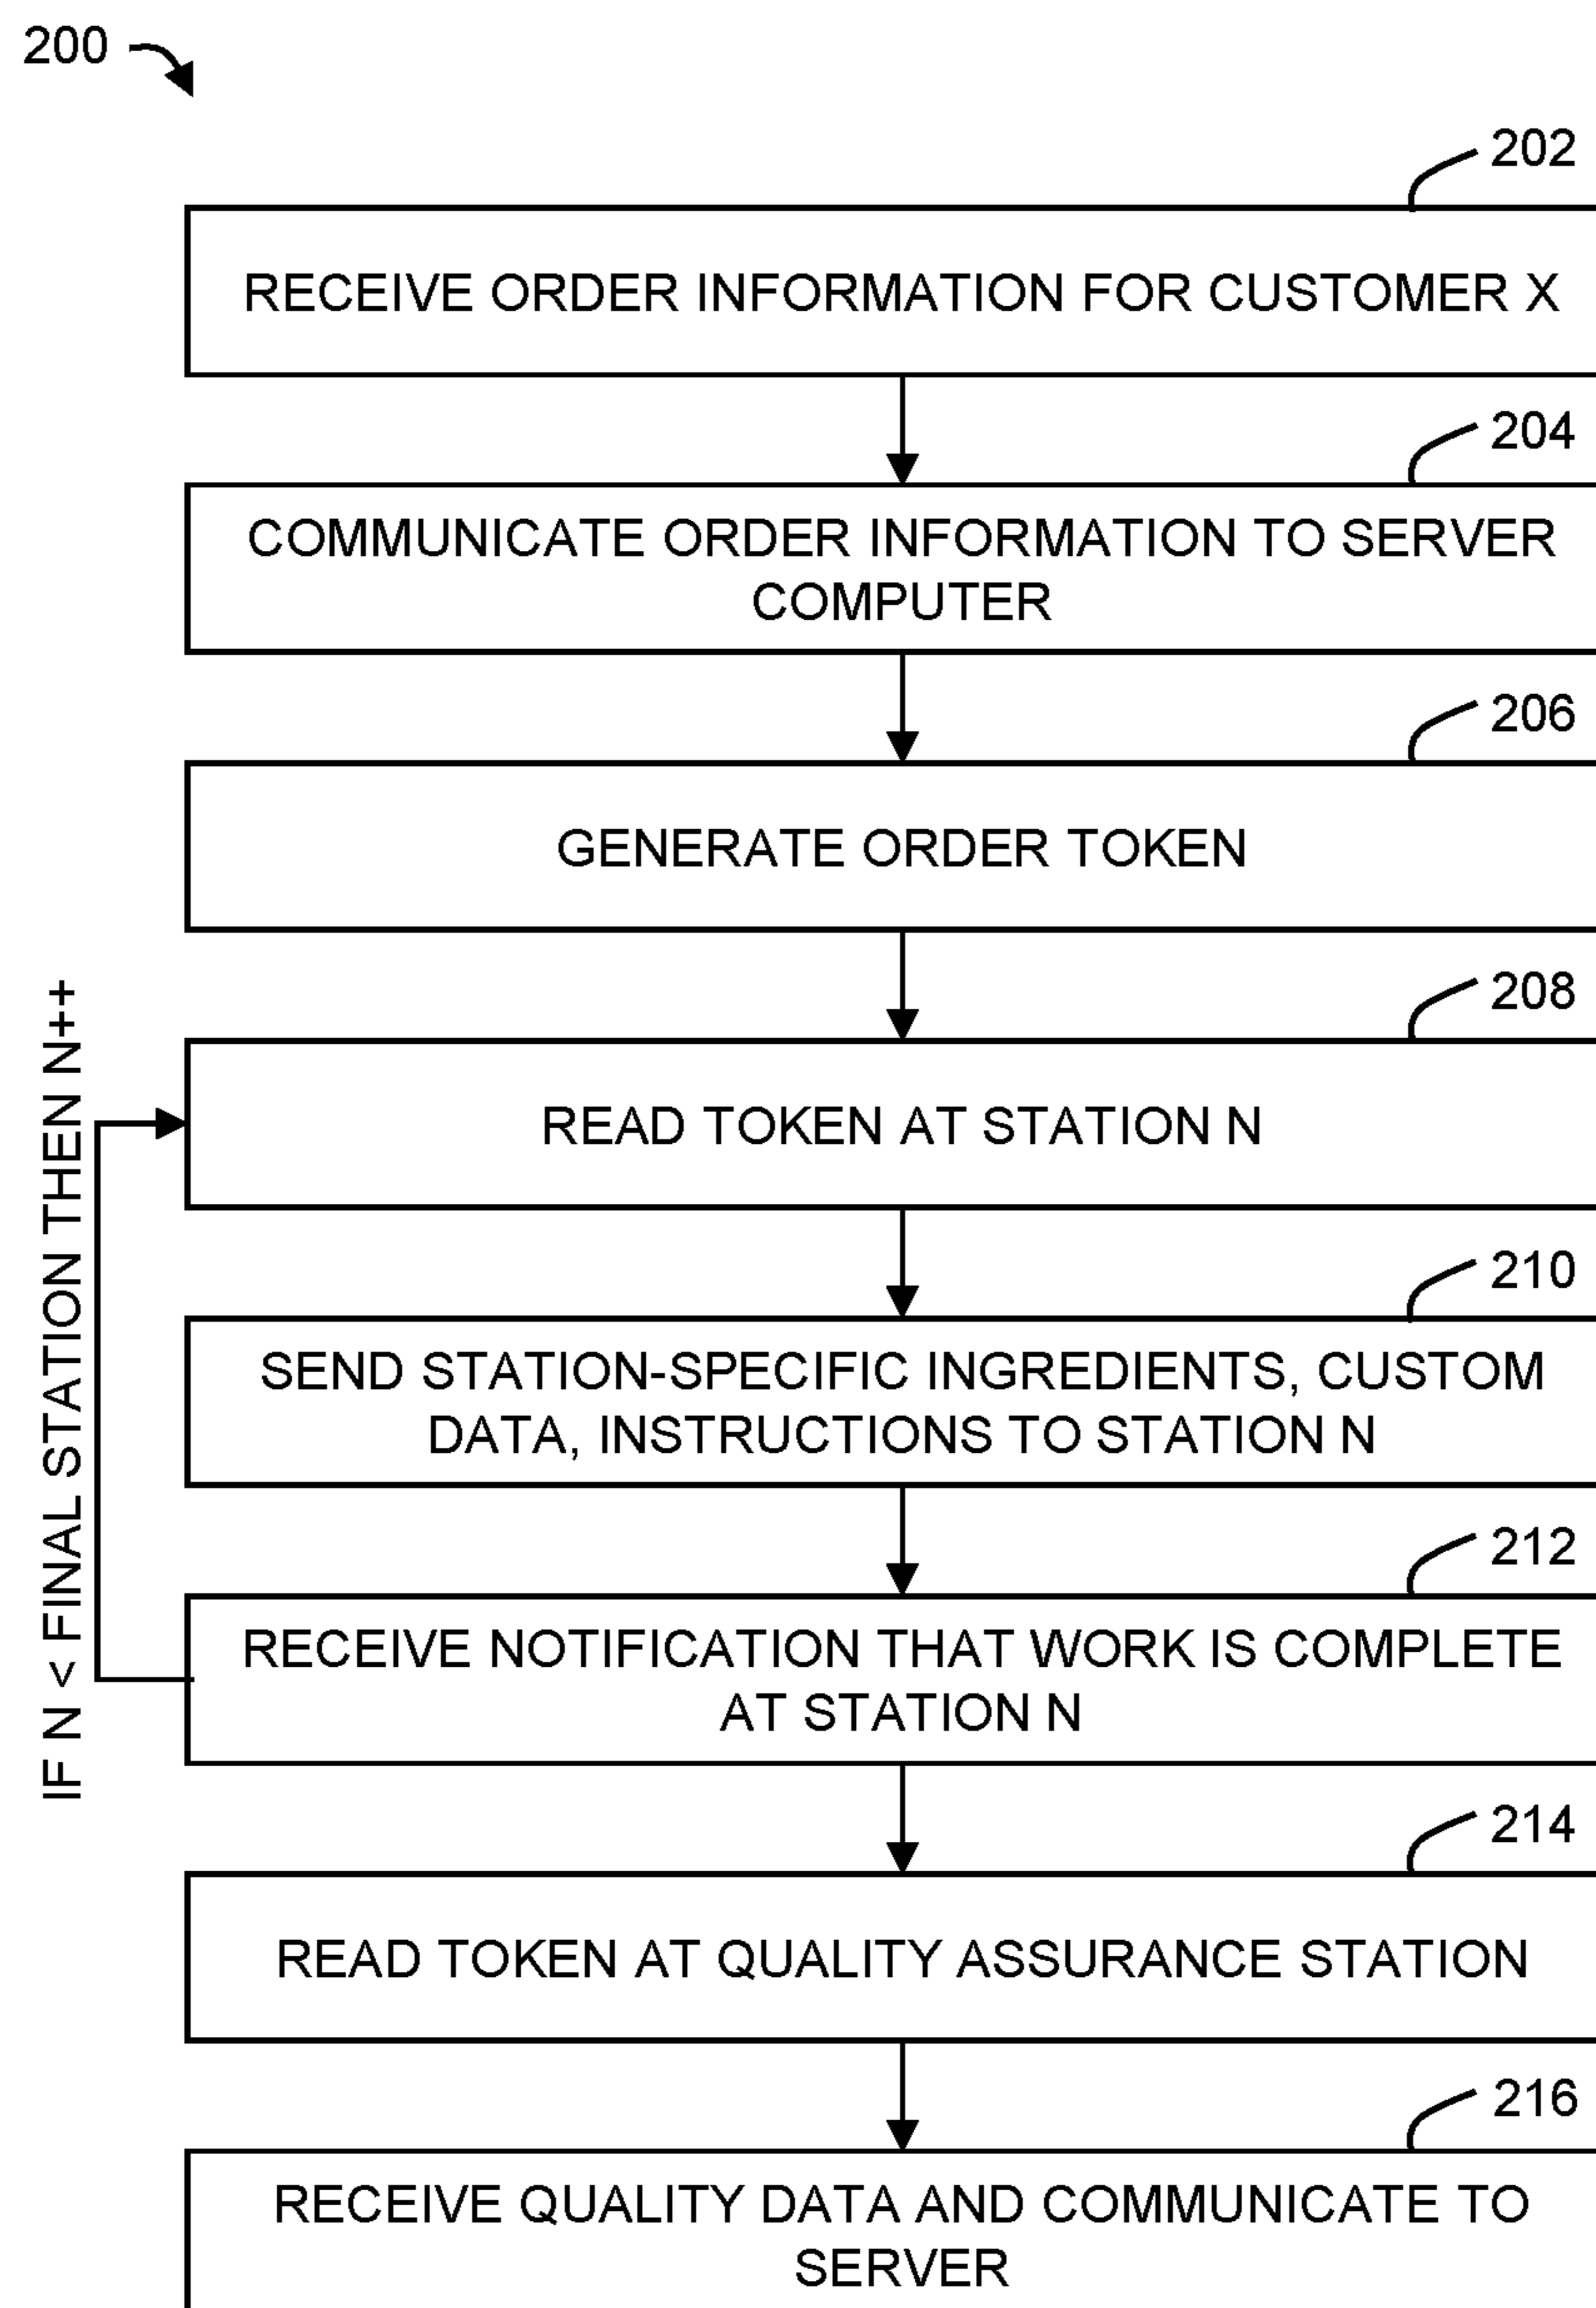 200
202
RECEIVE ORDER INFORMATION FOR CUSTOMER X
204
COMMUNICATE ORDER INFORMATION TO SERVER
COMPUTER
206
GENERATE ORDER TOKEN
208
READ TOKEN AT STATION N
IF N < FINAL STATION THEN N++
210
SEND STATION-SPECIFIC INGREDIENTS, CUSTOM
DATA, INSTRUCTIONS TO STATION N
212
RECEIVE NOTIFICATION THAT WORK IS COMPLETE
AT STATION N
214
READ TOKEN AT QUALITY ASSURANCE STATION
216
RECEIVE QUALITY DATA AND COMMUNICATE TO
SERVER